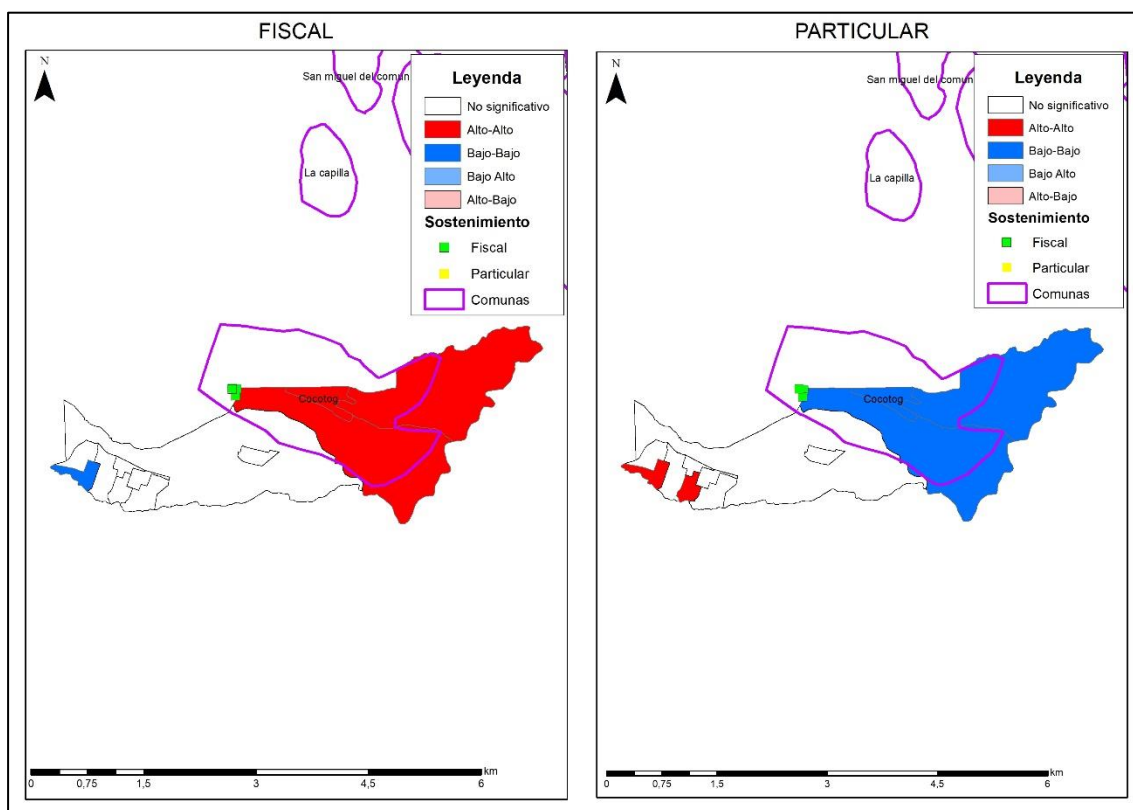 FISCAL
N
San miguel del comun
La capilla
Cocotog
Leyenda
No significativo
Alto-Alto
Bajo-Bajo
Bajo Alto
Alto-Bajo
Sostenimiento
Fiscal
Particular
Comunas
km
0 0,75 1,5 3 4,5 6
PARTICULAR
N
San miguel del comun
La capilla
Cocotog
Leyenda
No significativo
Alto-Alto
Bajo-Bajo
Bajo Alto
Alto-Bajo
Sostenimiento
Fiscal
Particular
Comunas
km
0 0,75 1,5 3 4,5 6